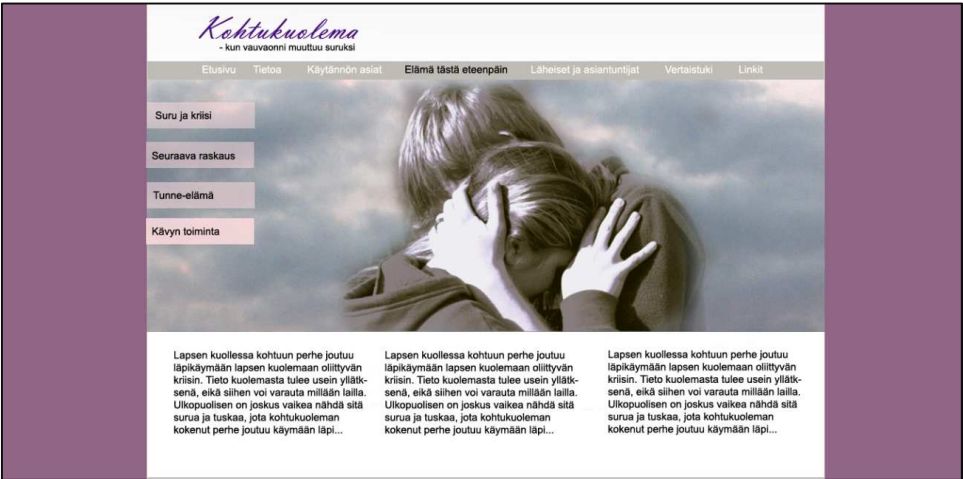 Kohtukuolema
- kun vauvaonni muuttuu suruksi
Etusivu Tietoa Käytännön asiat Elämä tästä eteenpäin Läheiset ja asiantuntijat Vertaistuki Linkit
Suru ja kriisi
Seuraava raskaus
Tunne-elämä
Kävyn toiminta
Lapsen kuollessa kohtuun perhe joutuu
läpikäymään lapsen kuolemaan oliittyvän
kriisin. Tieto kuolemasta tulee usein yllätk-
senä, eikä siihen voi varauta millään lailla.
Ulkopuolisen on joskus vaikea nähdä sitä
surua ja tuskaa, jota kohtukuoleman
kokenut perhe joutuu käymään läpi...
Lapsen kuollessa kohtuun perhe joutuu
läpikäymään lapsen kuolemaan oliittyvän
kriisin. Tieto kuolemasta tulee usein yllätk-
senä, eikä siihen voi varauta millään lailla.
Ulkopuolisen on joskus vaikea nähdä sitä
surua ja tuskaa, jota kohtukuoleman
kokenut perhe joutuu käymään läpi...
Lapsen kuollessa kohtuun perhe joutuu
läpikäymään lapsen kuolemaan oliittyvän
kriisin. Tieto kuolemasta tulee usein yllätk-
senä, eikä siihen voi varauta millään lailla.
Ulkopuolisen on joskus vaikea nähdä sitä
surua ja tuskaa, jota kohtukuoleman
kokenut perhe joutuu käymään läpi...